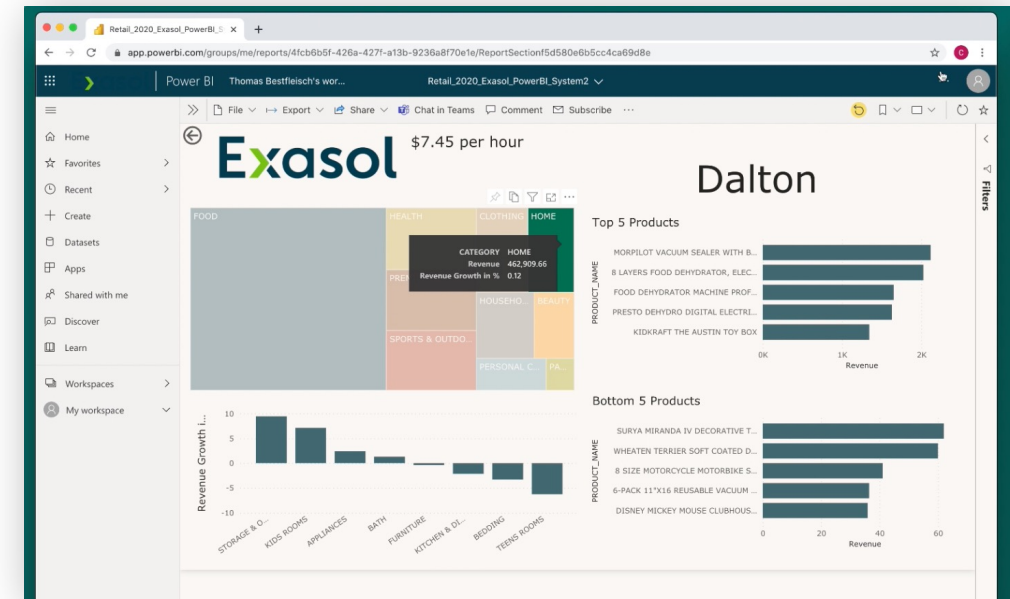 Retail_2020_Exasol_PowerBI_S
app.powerbi.com/groups/me/reports/4fcb6b5f-426a-427f-a13b-9236a8f70e1e/ReportSectionf5d580e6b5cc4ca69d8e
C
Exasol Power BI Thomas Bestfleisch's wor... Retail_2020_Exasol_PowerBI_System2
File Export Share Chat in Teams Comment Subscribe ...
Home
Favorites
Recent
Create
Datasets
Apps
Shared with me
Discover
Learn
Workspaces
My workspace
Filters
Exasol
$7.45 per hour
Dalton
FOOD
HEALTH
CLOTHING
HOME
CATEGORY HOME
Revenue 462,909.66
Revenue Growth in % 0.12
HOUSEHO...
BEAUTY
SPORTS & OUTDO...
PERSONAL C...
PA...
Top 5 Products
PRODUCT_NAME
MORPILOT VACUUM SEALER WITH B...
8 LAYERS FOOD DEHYDRATOR, ELEC...
FOOD DEHYDRATOR MACHINE PROF...
PRESTO DEHYDRO DIGITAL ELECTRI...
KIDKRAFT THE AUSTIN TOY BOX
0K 1K 2K
Revenue
Revenue Growth i...
10
5
0
-5
-10
STORAGE & O...
KIDS ROOMS
APPLIANCES
BATH
FURNITURE
KITCHEN & DI...
BEDDING
TEENS ROOMS
Bottom 5 Products
PRODUCT_NAME
SURYA MIRANDA IV DECORATIVE T...
WHEATEN TERRIER SOFT COATED D...
8 SIZE MOTORCYCLE MOTORBIKE S...
6-PACK 11"X16 REUSABLE VACUUM ...
DISNEY MICKEY MOUSE CLUBHOUS...
0 20 40 60
Revenue